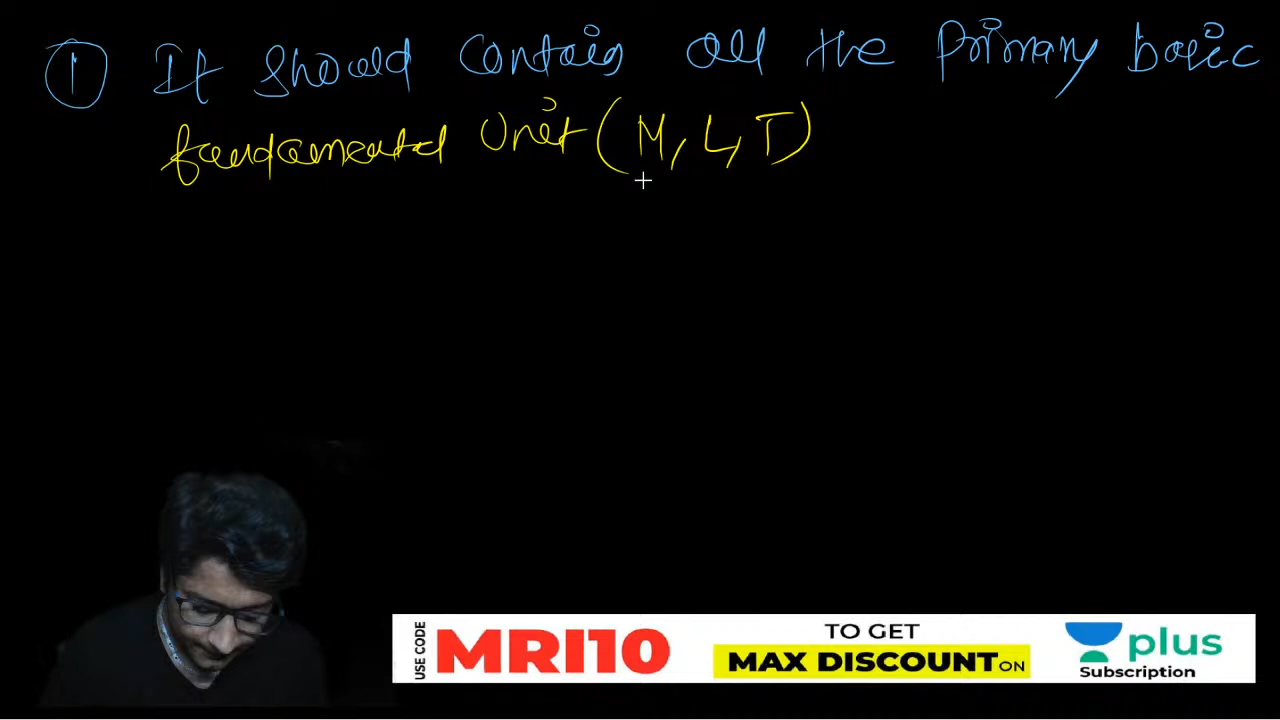 1 It should contains all the primary basic
fundamental Unit (M, L, T)
USE CODE
MRI10
TO GET
MAX DISCOUNT ON
plus
Subscription